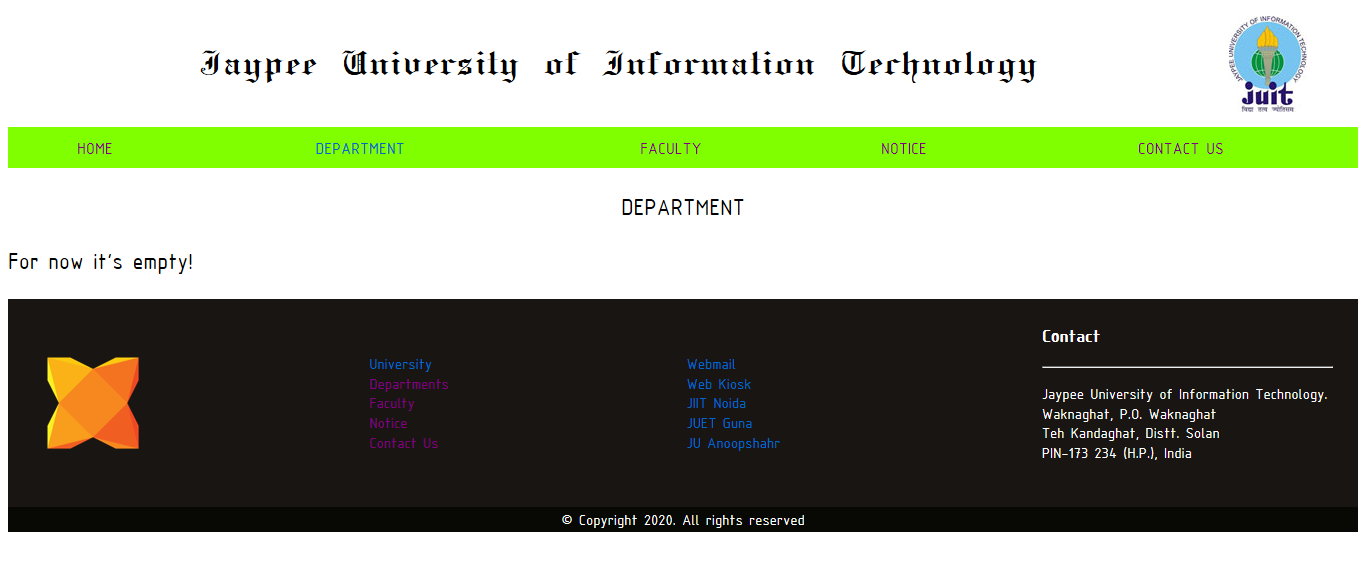 Jaypee University of Information Technology
JAYPEE UNIVERSITY OF INFORMATION TECHNOLOGY
juit
विद्या तत्व ज्योतिसमः
HOME DEPARTMENT FACULTY NOTICE CONTACT US
DEPARTMENT
For now it's empty!
University
Departments
Faculty
Notice
Contact Us
Webmail
Web Kiosk
JIIT Noida
JUET Guna
JU Anoopshahr
Contact
Jaypee University of Information Technology.
Waknaghat, P.O. Waknaghat
Teh Kandaghat, Distt. Solan
PIN-173 234 (H.P.), India
© Copyright 2020. All rights reserved